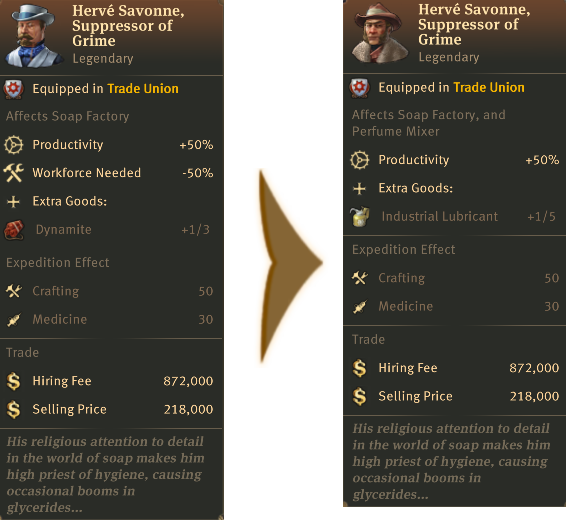 Hervé Savonne,
Suppressor of
Grime
Legendary
Equipped in Trade Union
Affects Soap Factory
Productivity +50%
Workforce Needed -50%
Extra Goods:
Dynamite +1/3
Expedition Effect
Crafting 50
Medicine 30
Trade
Hiring Fee 872,000
Selling Price 218,000
His religious attention to detail
in the world of soap makes him
high priest of hygiene, causing
occasional booms in
glycerides...
Hervé Savonne,
Suppressor of
Grime
Legendary
Equipped in Trade Union
Affects Soap Factory, and
Perfume Mixer
Productivity +50%
Extra Goods:
Industrial Lubricant +1/5
Expedition Effect
Crafting 50
Medicine 30
Trade
Hiring Fee 872,000
Selling Price 218,000
His religious attention to detail
in the world of soap makes him
high priest of hygiene, causing
occasional booms in
glycerides...